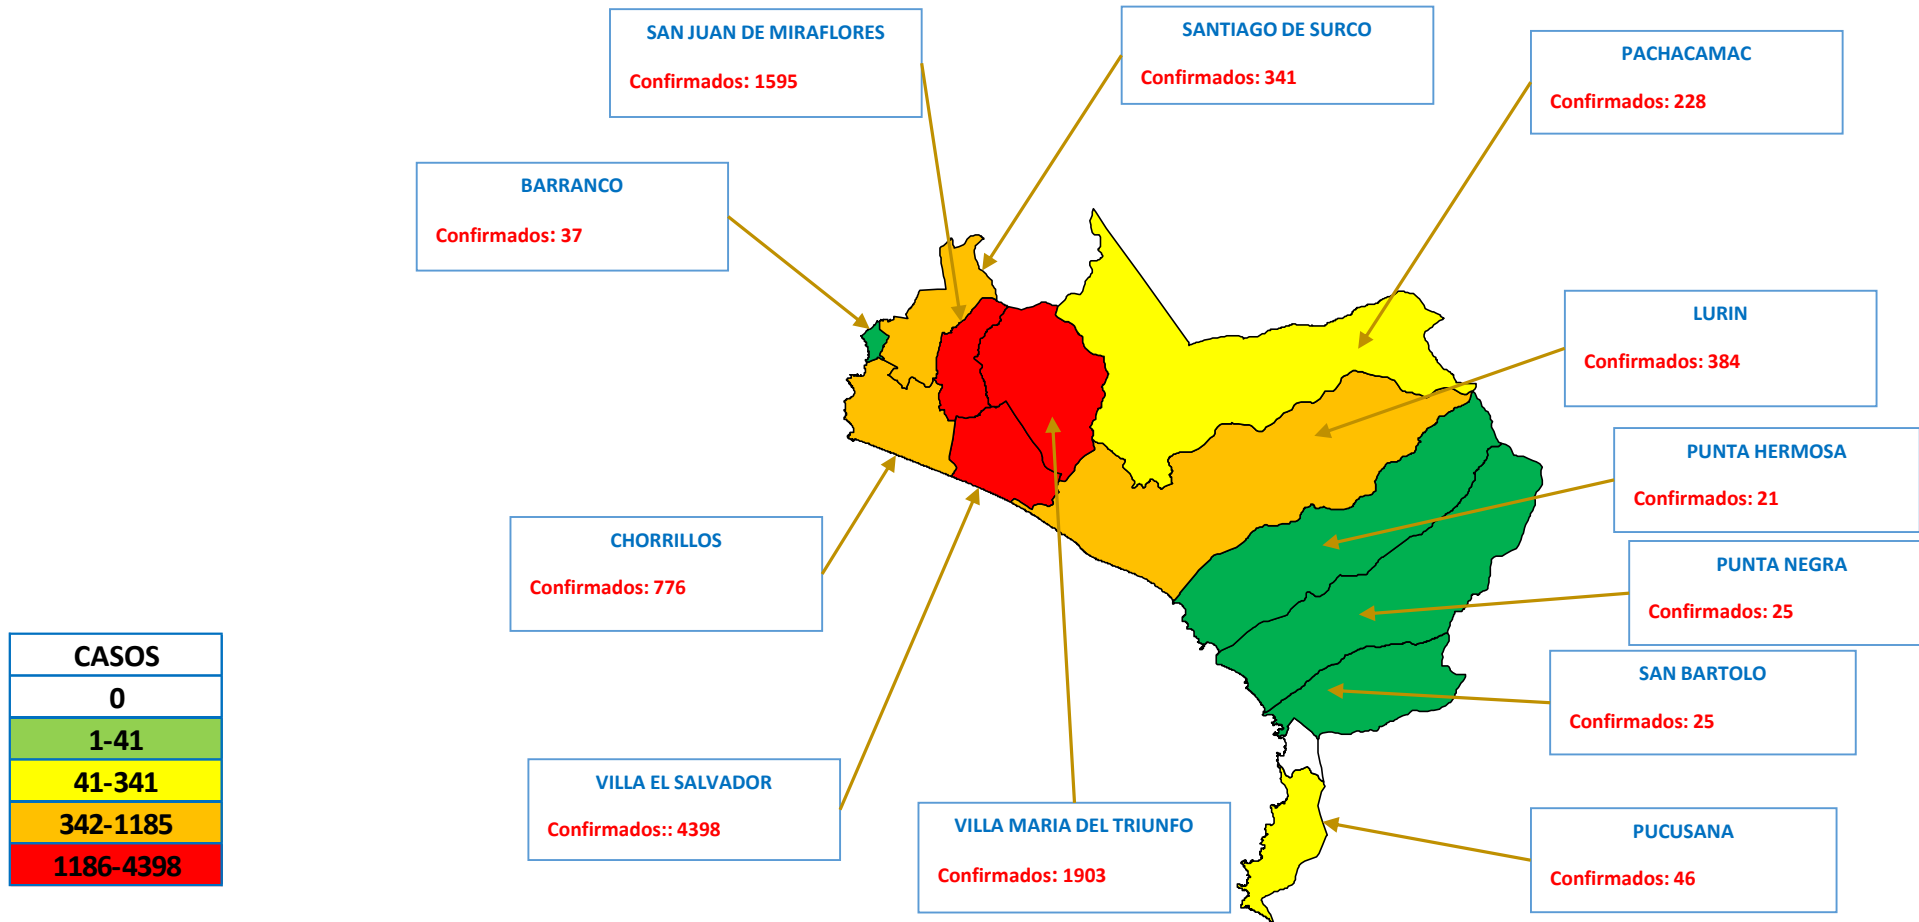 SAN JUAN DE MIRAFLORES
Confirmados: 1595
SANTIAGO DE SURCO
Confirmados: 341
PACHACAMAC
Confirmados: 228
BARRANCO
Confirmados: 37
LURIN
Confirmados: 384
PUNTA HERMOSA
Confirmados: 21
CHORRILLOS
Confirmados: 776
PUNTA NEGRA
Confirmados: 25
SAN BARTOLO
Confirmados: 25
VILLA EL SALVADOR
Confirmados:: 4398
VILLA MARIA DEL TRIUNFO
Confirmados: 1903
PUCUSANA
Confirmados: 46
CASOS
0
1-41
41-341
342-1185
1186-4398